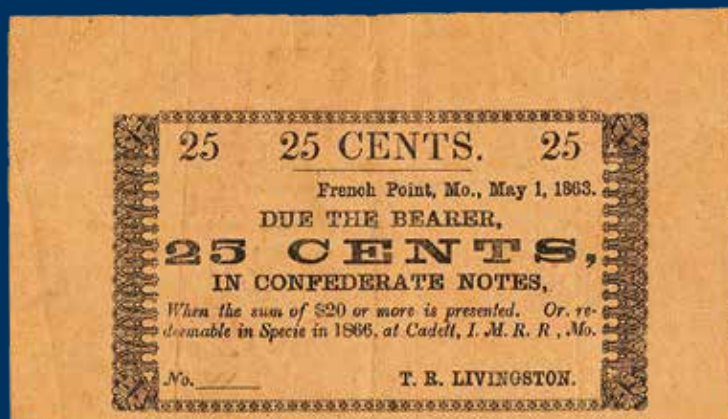 25 25 CENTS. 25
French Point, Mo., May 1, 1863.
DUE THE BEARER,
25 CENTS,
IN CONFEDERATE NOTES,
When the sum of $20 or more is presented. Or, re-
deemable in Specie in 1866, at Cadett, I. M. R. R., Mo.
No.
T. R. LIVINGSTON.